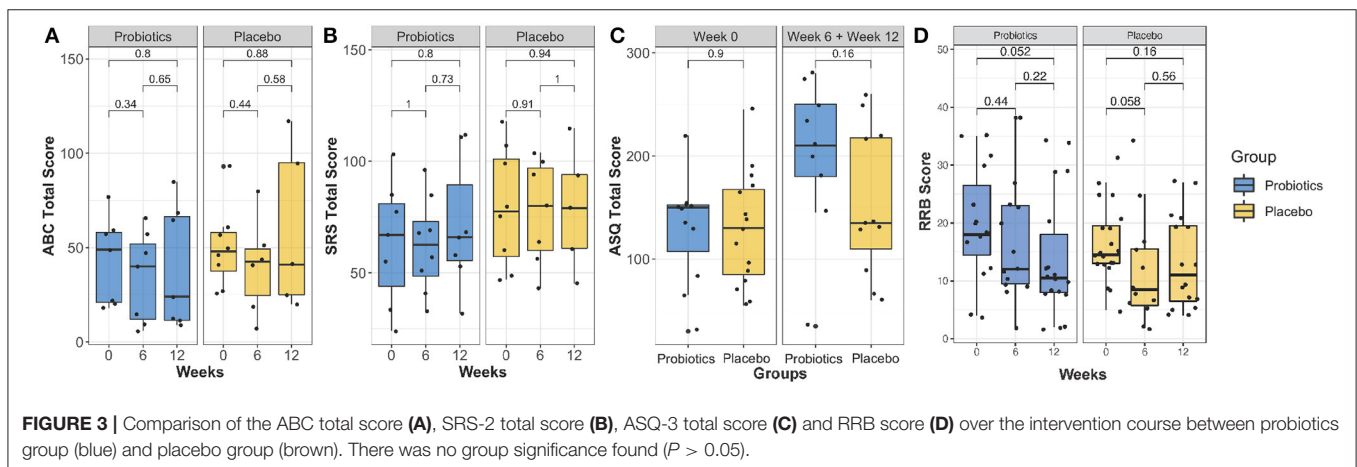 A
Probiotics
Placebo
0.8
0.88
0.65
0.58
0.34
0.44
150
100
50
0
ABC Total Score
0 6 12
0 6 12
Weeks
B
Probiotics
Placebo
0.8
0.94
0.73
1
1
0.91
150
100
50
SRS Total Score
0 6 12
0 6 12
Weeks
C
Week 0
Week 6 + Week 12
0.9
0.16
300
200
100
ASQ Total Score
Probiotics Placebo
Probiotics Placebo
Groups
D
Probiotics
Placebo
0.052
0.16
0.22
0.56
0.44
0.058
50
40
30
20
10
0
RRB Score
0 6 12
0 6 12
Weeks
Group
Probiotics
Placebo
FIGURE 3 | Comparison of the ABC total score (A), SRS-2 total score (B), ASQ-3 total score (C) and RRB score (D) over the intervention course between probiotics
group (blue) and placebo group (brown). There was no group significance found (P > 0.05).